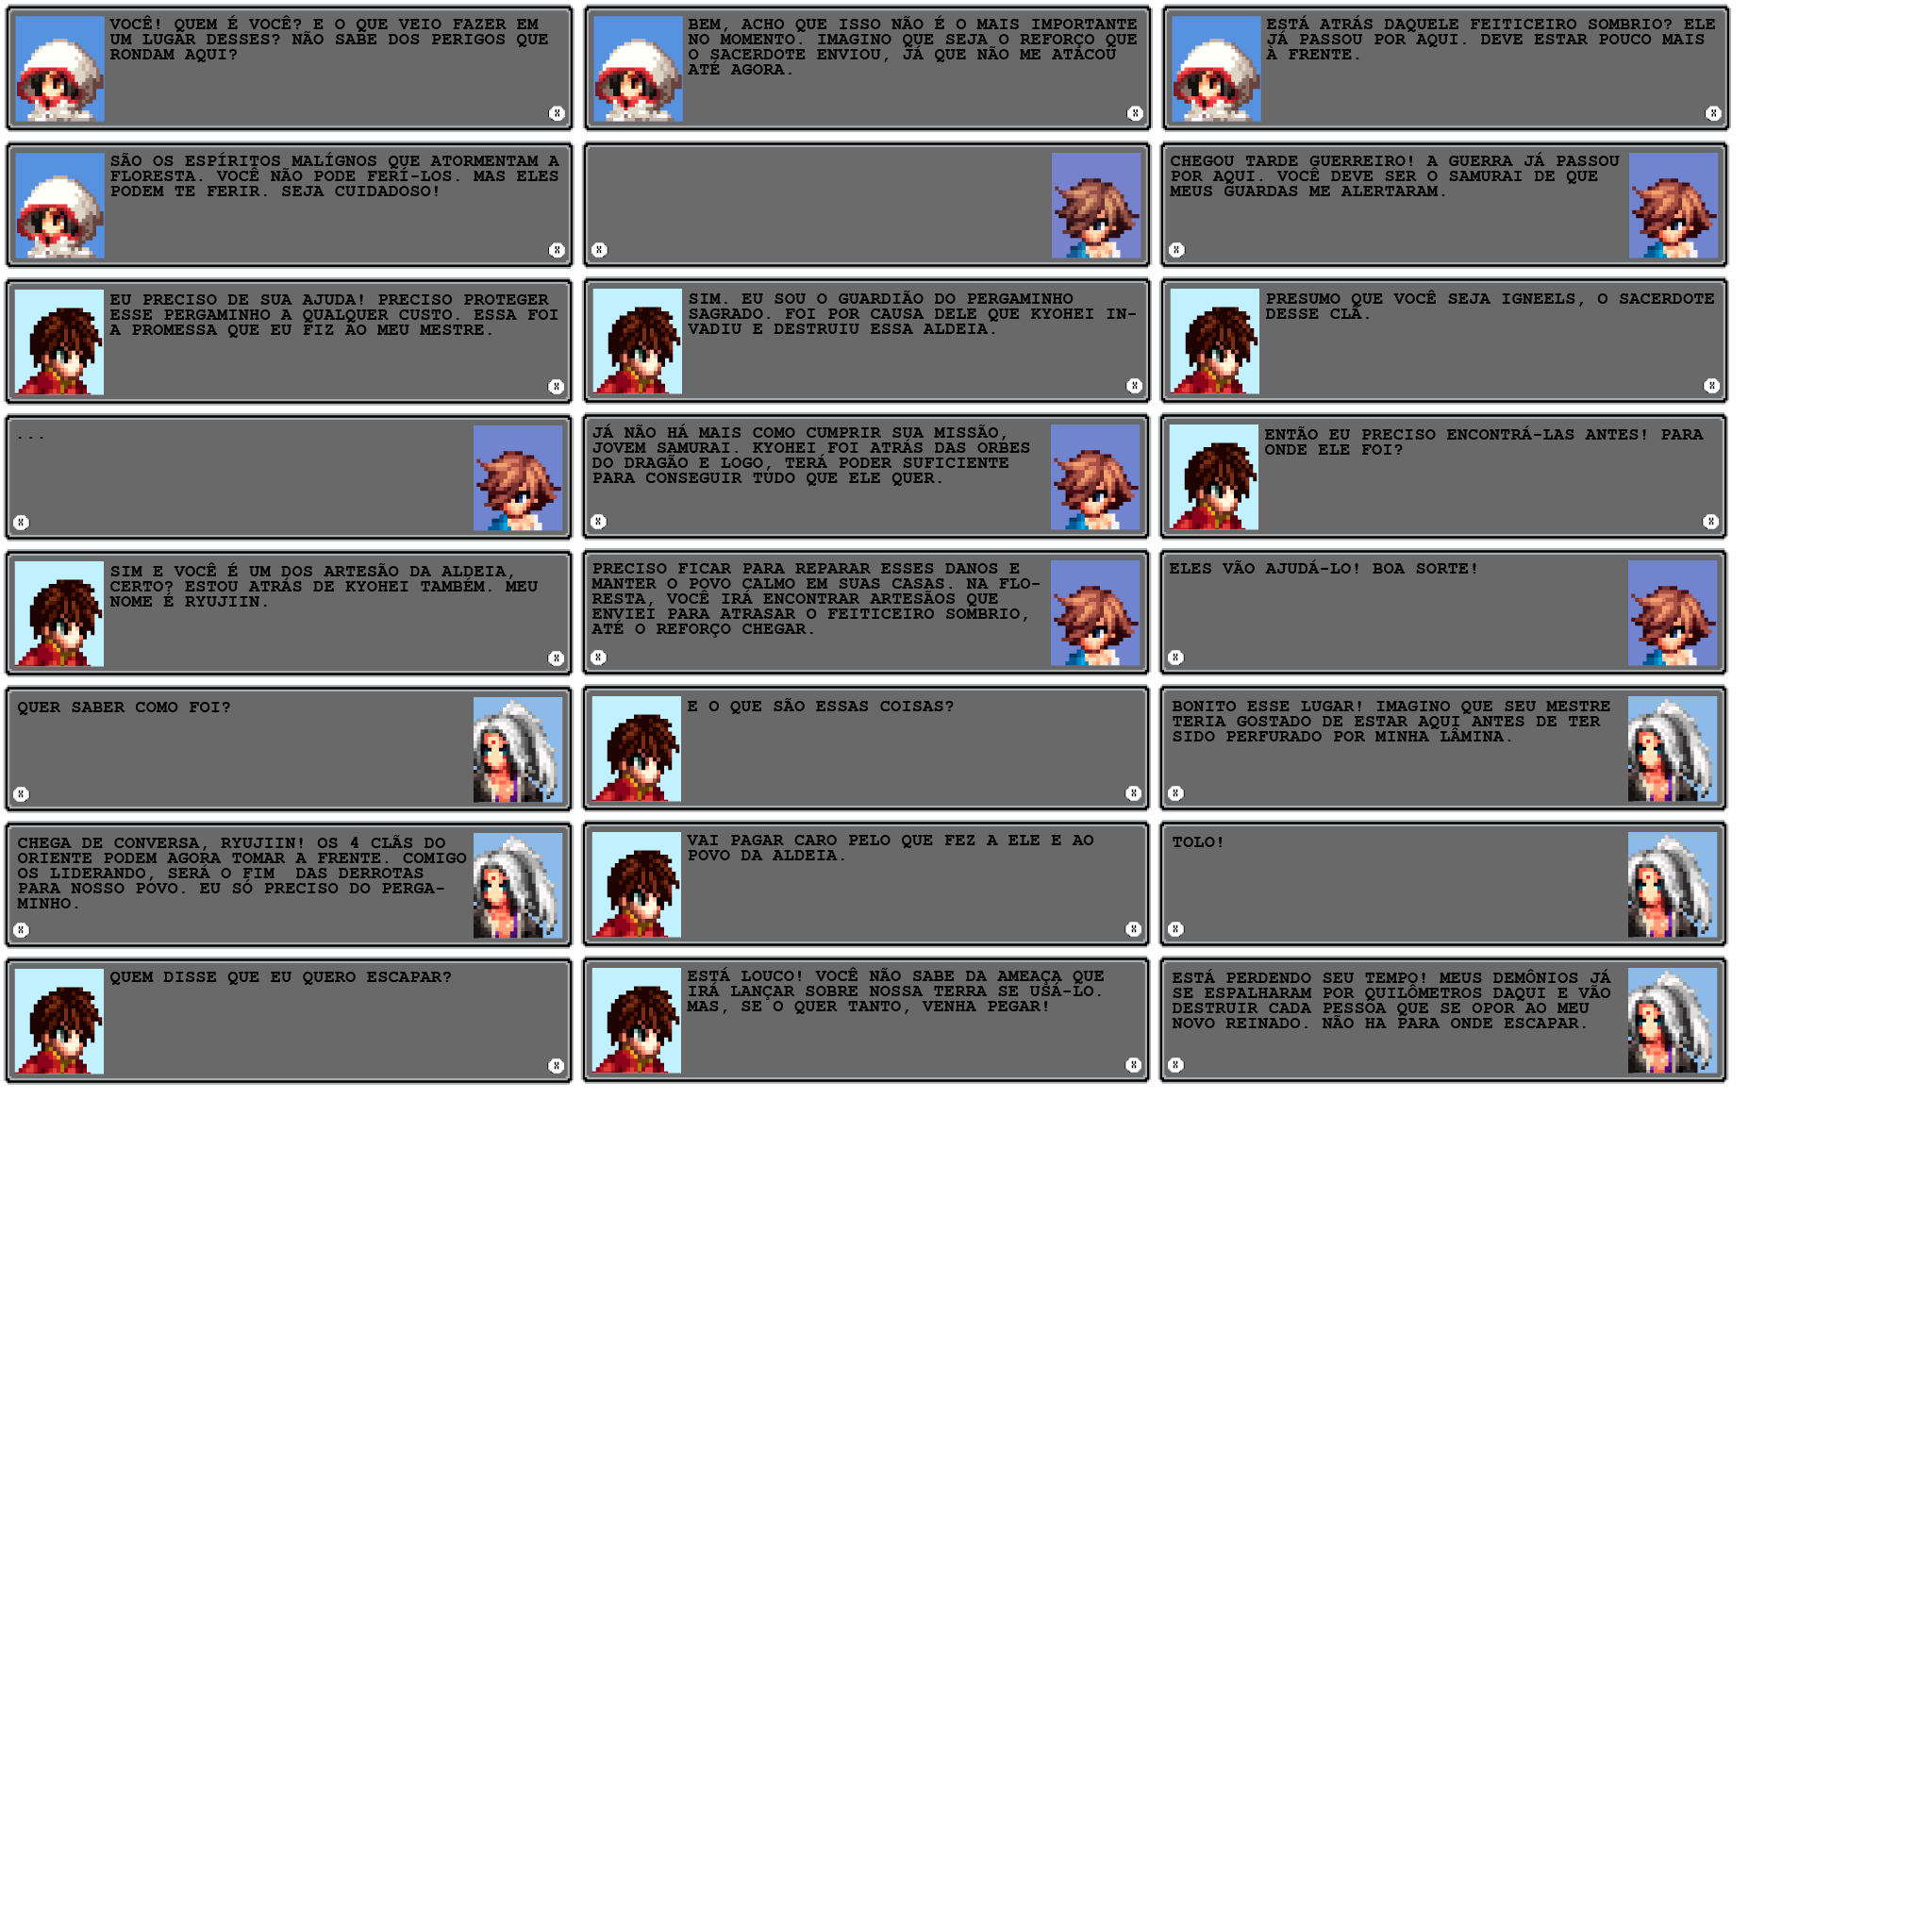 VOCÊ! QUEM É VOCÊ? E O QUE VEIO FAZER EM
UM LUGAR DESSES? NÃO SABE DOS PERIGOS QUE
RONDAM AQUI?
X
BEM, ACHO QUE ISSO NÃO É O MAIS IMPORTANTE
NO MOMENTO. IMAGINO QUE SEJA O REFORÇO QUE
O SACERDOTE ENVIOU, JÁ QUE NÃO ME ATACOU
ATÉ AGORA.
X
ESTÁ ATRÁS DAQUELE FEITICEIRO SOMBRIO? ELE
JÁ PASSOU POR AQUI. DEVE ESTAR POUCO MAIS
À FRENTE.
X
SÃO OS ESPÍRITOS MALÍGNOS QUE ATORMENTAM A
FLORESTA. VOCÊ NÃO PODE FERÍ-LOS. MAS ELES
PODEM TE FERIR. SEJA CUIDADOSO!
X
X
CHEGOU TARDE GUERREIRO! A GUERRA JÁ PASSOU
POR AQUI. VOCÊ DEVE SER O SAMURAI DE QUE
MEUS GUARDAS ME ALERTARAM.
X
EU PRECISO DE SUA AJUDA! PRECISO PROTEGER
ESSE PERGAMINHO A QUALQUER CUSTO. ESSA FOI
A PROMESSA QUE EU FIZ AO MEU MESTRE.
X
SIM. EU SOU O GUARDIÃO DO PERGAMINHO
SAGRADO. FOI POR CAUSA DELE QUE KYOHEI IN-
VADIU E DESTRUIU ESSA ALDEIA.
X
PRESUMO QUE VOCÊ SEJA IGNEELS, O SACERDOTE
DESSE CLÃ.
X
...
X
JÁ NÃO HÁ MAIS COMO CUMPRIR SUA MISSÃO,
JOVEM SAMURAI. KYOHEI FOI ATRÁS DAS ORBES
DO DRAGÃO E LOGO, TERÁ PODER SUFICIENTE
PARA CONSEGUIR TUDO QUE ELE QUER.
X
ENTÃO EU PRECISO ENCONTRÁ-LAS ANTES! PARA
ONDE ELE FOI?
X
SIM E VOCÊ É UM DOS ARTESÃO DA ALDEIA,
CERTO? ESTOU ATRÁS DE KYOHEI TAMBÉM. MEU
NOME É RYUJIIN.
X
PRECISO FICAR PARA REPARAR ESSES DANOS E
MANTER O POVO CALMO EM SUAS CASAS. NA FLO-
RESTA, VOCÊ IRÁ ENCONTRAR ARTESÃOS QUE
ENVIEI PARA ATRASAR O FEITICEIRO SOMBRIO,
ATÉ O REFORÇO CHEGAR.
X
ELES VÃO AJUDÁ-LO! BOA SORTE!
X
QUER SABER COMO FOI?
X
E O QUE SÃO ESSAS COISAS?
X
BONITO ESSE LUGAR! IMAGINO QUE SEU MESTRE
TERIA GOSTADO DE ESTAR AQUI ANTES DE TER
SIDO PERFURADO POR MINHA LÂMINA.
X
CHEGA DE CONVERSA, RYUJIIN! OS 4 CLÃS DO
ORIENTE PODEM AGORA TOMAR A FRENTE. COMIGO
OS LIDERANDO, SERÁ O FIM  DAS DERROTAS
PARA NOSSO POVO. EU SÓ PRECISO DO PERGA-
MINHO.
X
VAI PAGAR CARO PELO QUE FEZ A ELE E AO
POVO DA ALDEIA.
X
TOLO!
X
QUEM DISSE QUE EU QUERO ESCAPAR?
X
ESTÁ LOUCO! VOCÊ NÃO SABE DA AMEAÇA QUE
IRÁ LANÇAR SOBRE NOSSA TERRA SE USÁ-LO.
MAS, SE O QUER TANTO, VENHA PEGAR!
X
ESTÁ PERDENDO SEU TEMPO! MEUS DEMÔNIOS JÁ
SE ESPALHARAM POR QUILÔMETROS DAQUI E VÃO
DESTRUIR CADA PESSOA QUE SE OPOR AO MEU
NOVO REINADO. NÃO HA PARA ONDE ESCAPAR.
X